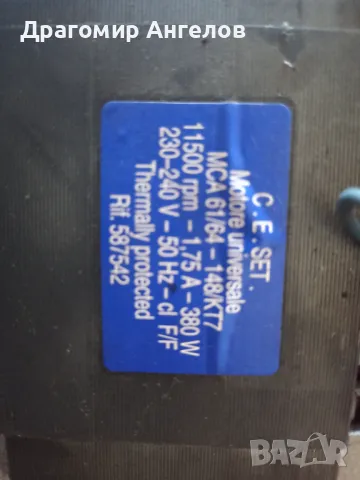 Драгомир Ангелов
C.E.SET.
Motore universale
MCA 61/64 - 148/KT7
11500 rpm - 1,75 A - 380 W
230-240 V - 50 Hz - cl F/F
Thermally protected
Rif. 587542
BAZAR